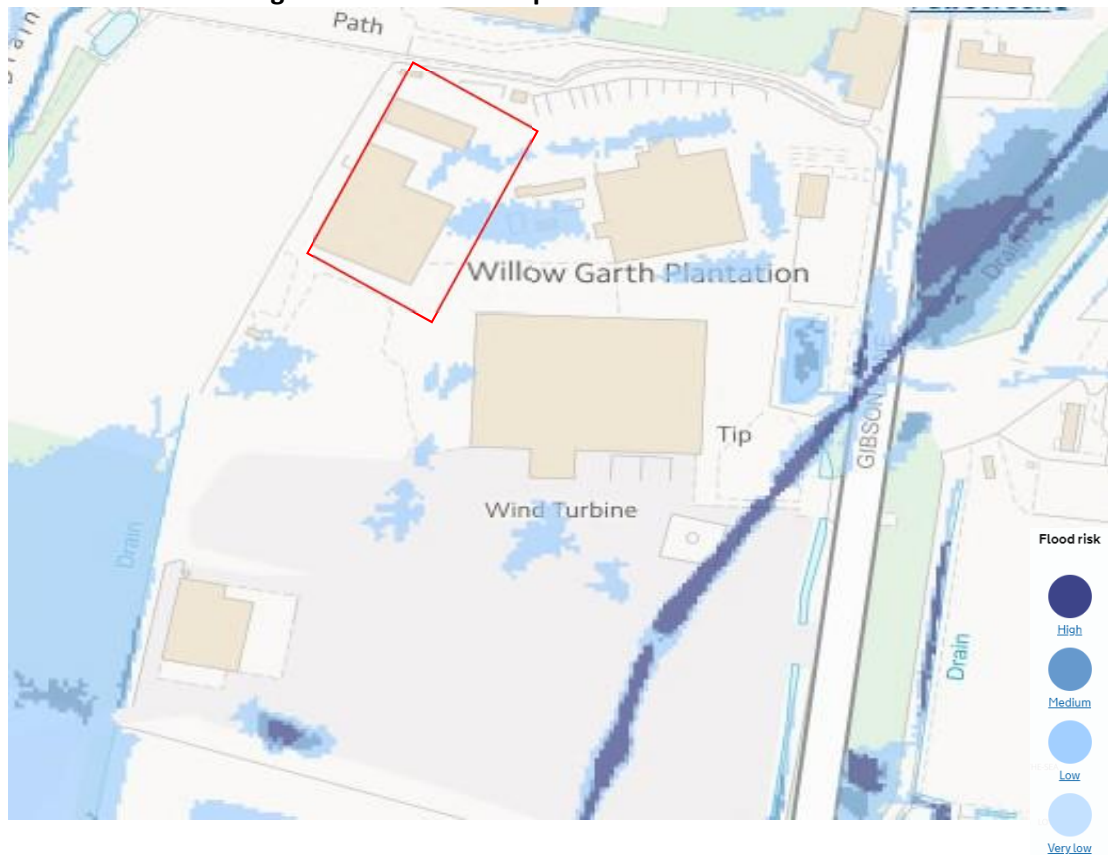 Path
Drain
Drain
Willow Garth Plantation
GIBSON LANE
Tip
Wind Turbine
Drain
Drain
Flood risk
High
Medium
Low
Very low